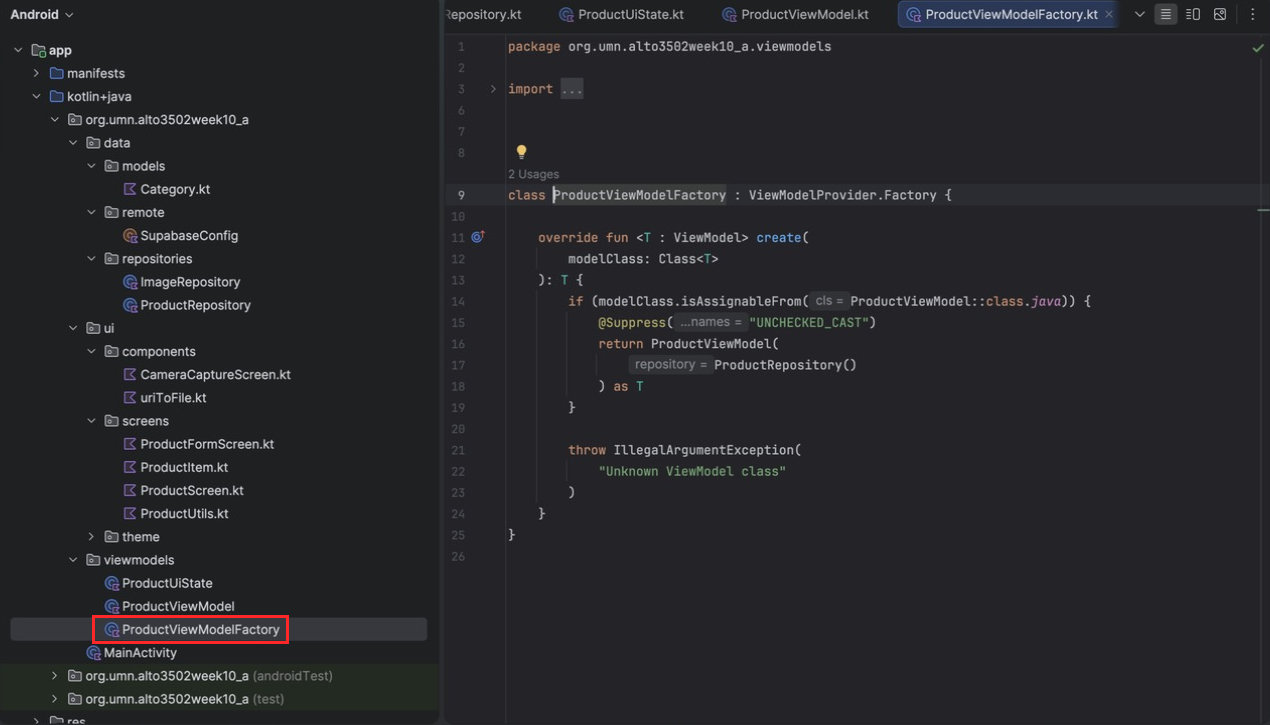 Android
app
manifests
kotlin+java
org.umn.alto3502week10_a
data
models
Category.kt
remote
SupabaseConfig
repositories
ImageRepository
ProductRepository
ui
components
CameraCaptureScreen.kt
uriToFile.kt
screens
ProductFormScreen.kt
ProductItem.kt
ProductScreen.kt
ProductUtils.kt
theme
viewmodels
ProductUiState
ProductViewModel
ProductViewModelFactory
MainActivity
org.umn.alto3502week10_a (androidTest)
org.umn.alto3502week10_a (test)
res
Repository.kt ProductUiState.kt ProductViewModel.kt ProductViewModelFactory.kt
1 package org.umn.alto3502week10_a.viewmodels
2
3 import ...
6
7
8
2 Usages
9 class ProductViewModelFactory : ViewModelProvider.Factory {
10
11 override fun <T : ViewModel> create(
12 modelClass: Class<T>
13 ): T {
14 if (modelClass.isAssignableFrom( cls = ProductViewModel::class.java)) {
15 @Suppress( ...names = "UNCHECKED_CAST")
16 return ProductViewModel(
17 repository = ProductRepository()
18 ) as T
19 }
20
21 throw IllegalArgumentException(
22 "Unknown ViewModel class"
23 )
24 }
25 }
26